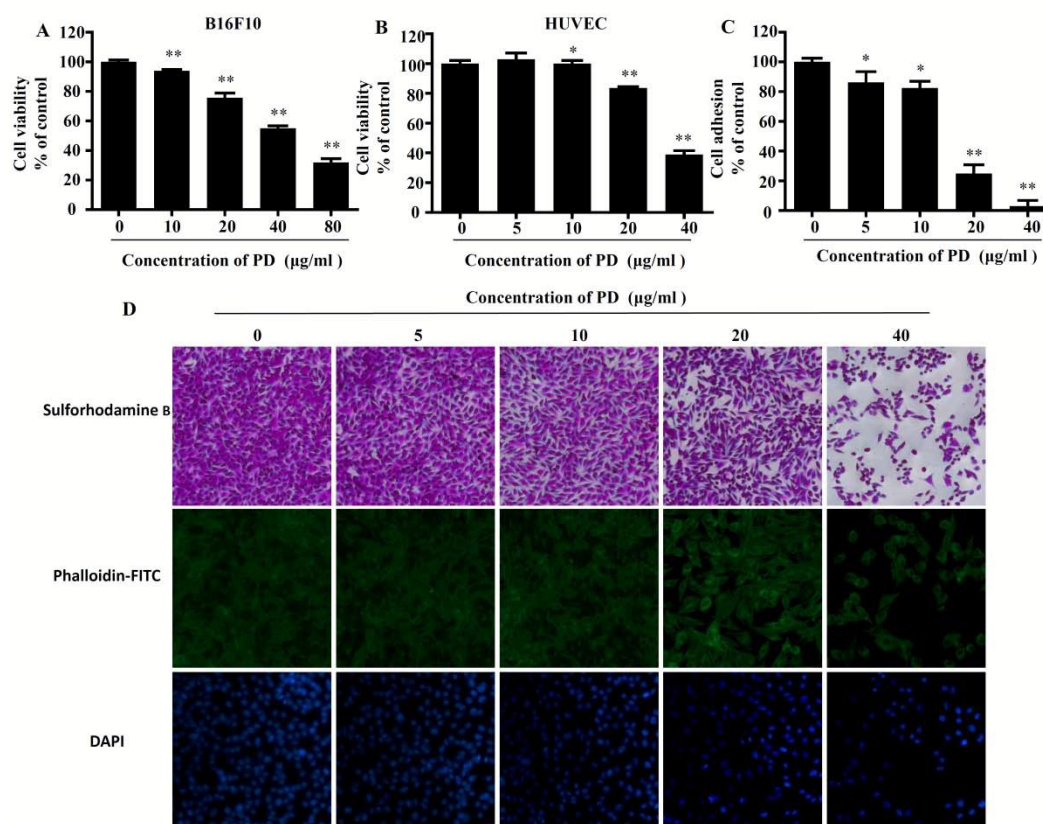 A
B16F10
Cell viability
% of control
120
100
80
60
40
20
0
**
**
**
**
0 10 20 40 80
Concentration of PD (μg/ml )
B
HUVEC
Cell viability
% of control
120
100
80
60
40
20
0
*
**
**
0 5 10 20 40
Concentration of PD (μg/ml )
C
Cell adhesion
% of control
120
100
80
60
40
20
0
*
*
**
**
0 5 10 20 40
Concentration of PD (μg/ml )
D
Concentration of PD (μg/ml )
0 5 10 20 40
Sulforhodamine B
Phalloidin-FITC
DAPI